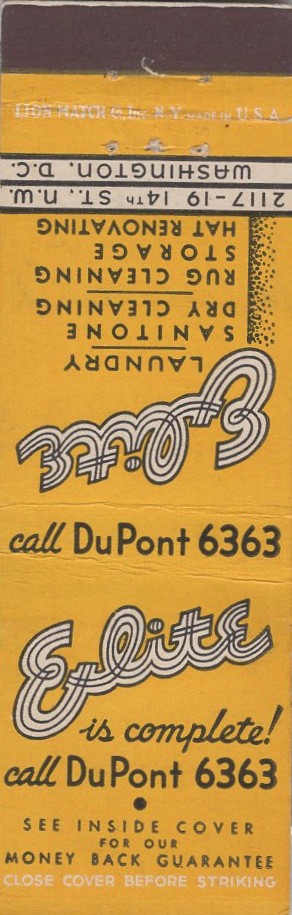 LION MATCH Co., Inc. N.Y. MADE IN U.S.A.
Elite
LAUNDRY
SANITONE
DRY CLEANING
RUG CLEANING
STORAGE
HAT RENOVATING
2117-19 14TH ST., N.W.
WASHINGTON, D.C.
call DuPont 6363
Elite
is complete!
call DuPont 6363
SEE INSIDE COVER
FOR OUR
MONEY BACK GUARANTEE
CLOSE COVER BEFORE STRIKING